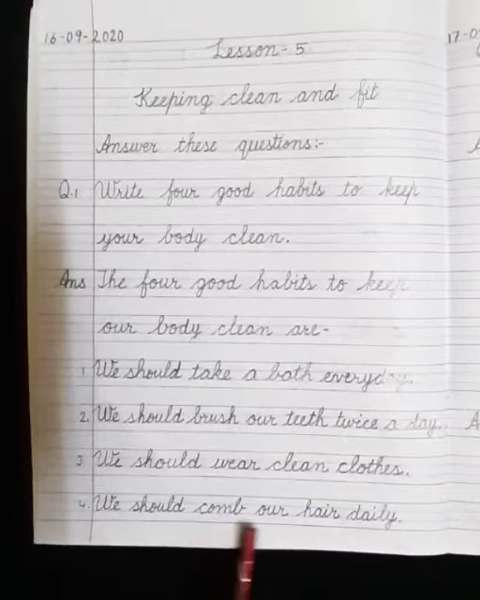 16-09-2020
Lesson - 5
Keeping clean and fit
Answer these questions:-
Q.1 Write four good habits to keep
your body clean.
Ans The four good habits to keep
our body clean are-
1. We should take a bath everyday.
2. We should brush our teeth twice a day.
3 We should wear clean clothes.
4. We should comb our hair daily.